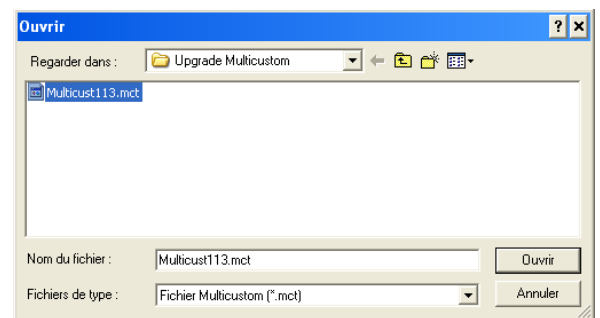 Ouvrir
Regarder dans : Upgrade Multicustom
Multicust113.mct
Nom du fichier : Multicust113.mct Ouvrir
Fichiers de type : Fichier Multicustom (*.mct) Annuler